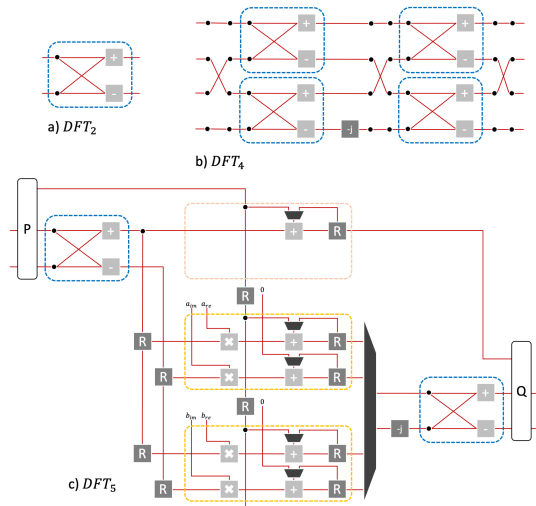 +
-
a) DFT₂
+ +
- -
+ +
- -j -
b) DFT₄
P
+
-
+ R
R 0
aᵢₘ aᵣₑ
R × + R
R × + R
R 0
bᵢₘ bᵣₑ
R × + R
R × + R
-j
+
-
Q
c) DFT₅